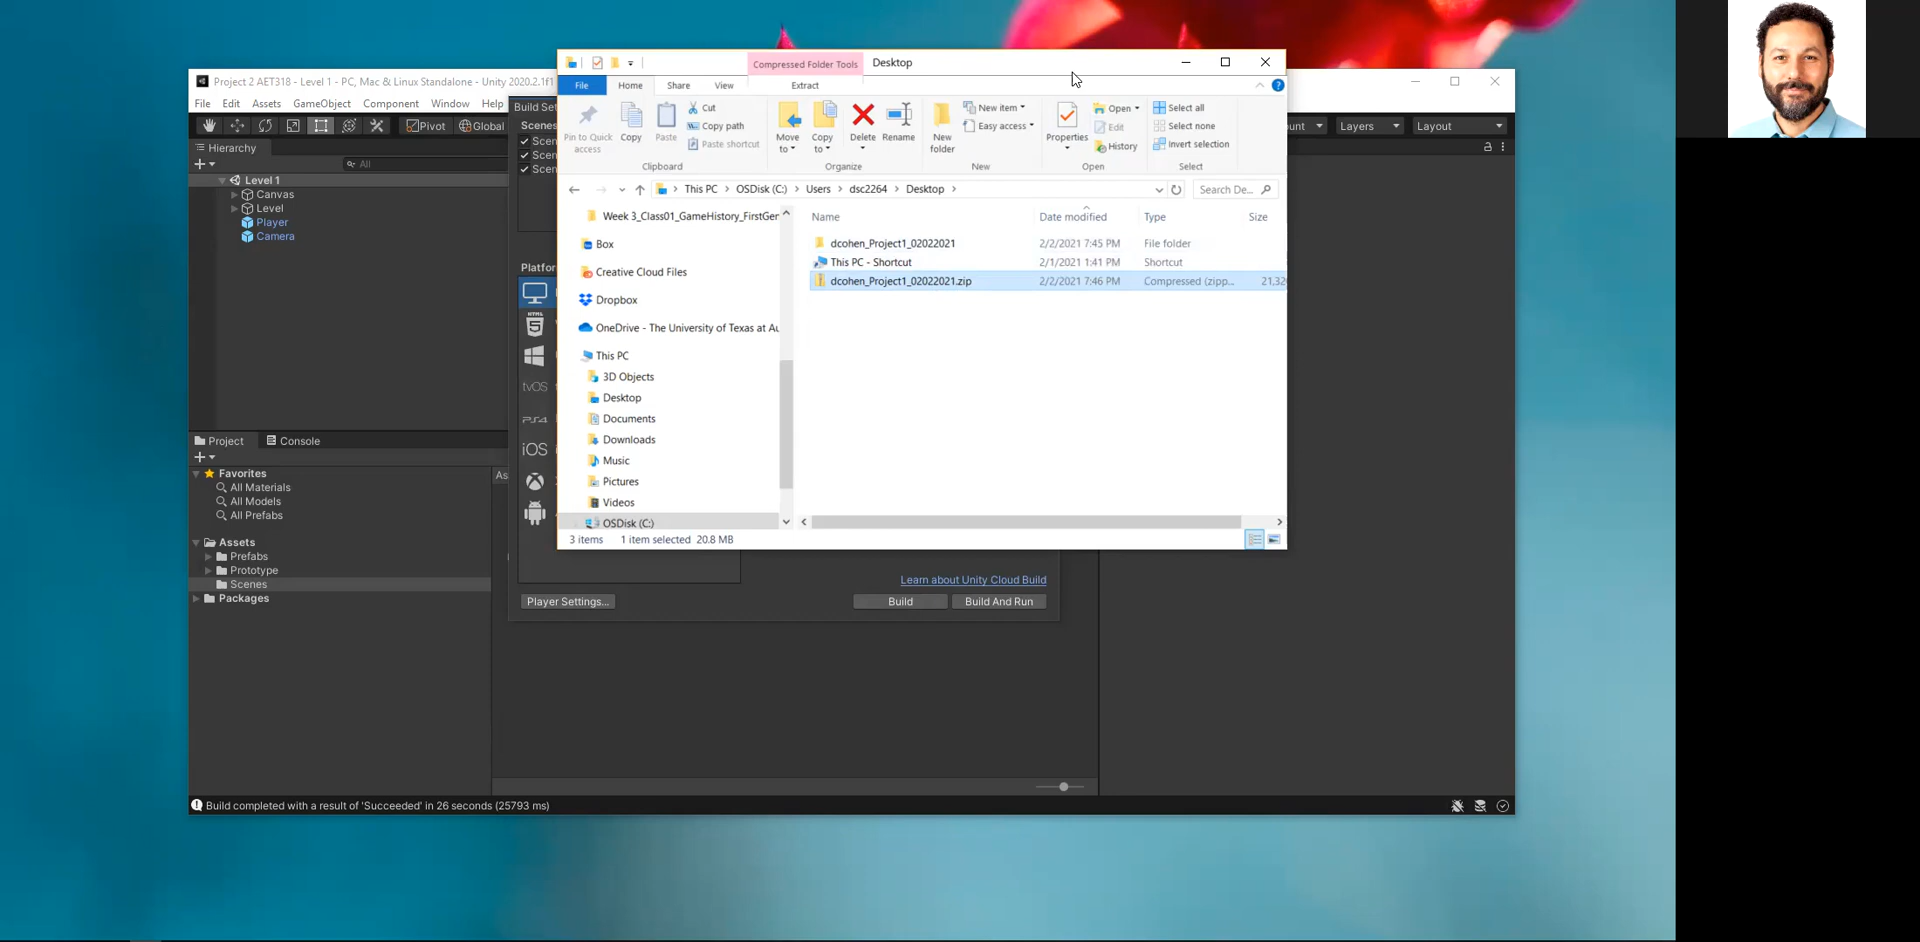 Project 2 AET318 - Level 1 - PC, Mac & Linux Standalone - Unity 2020.2.1f1
File Edit Assets GameObject Component Window Help
Pivot Global
Layers Layout
Hierarchy
All
Level 1
Canvas
Level
Player
Camera
Project Console
Favorites
All Materials
All Models
All Prefabs
Assets
Prefabs
Prototype
Scenes
Packages
Build completed with a result of 'Succeeded' in 26 seconds (25793 ms)
HTML
5
tvOS
iOS
Player Settings...
Learn about Unity Cloud Build
Build Build And Run
Compressed Folder Tools Desktop
File Home Share View Extract
Pin to Quick access
Copy
Paste
Cut
Copy path
Paste shortcut
Clipboard
Move to
Copy to
Delete
Rename
Organize
New folder
New item
Easy access
New
Properties
Open
Edit
History
Open
Select all
Select none
Invert selection
Select
This PC OSDisk (C:) Users dsc2264 Desktop
Search De...
Week 3_Class01_GameHistory_FirstGer
Box
Creative Cloud Files
Dropbox
OneDrive - The University of Texas at Au
This PC
3D Objects
Desktop
Documents
Downloads
Music
Pictures
Videos
OSDisk (C:)
Name Date modified Type Size
dcohen_Project1_02022021 2/2/2021 7:45 PM File folder
This PC - Shortcut 2/1/2021 1:41 PM Shortcut
dcohen_Project1_02022021.zip 2/2/2021 7:46 PM Compressed (zipp... 21,32
3 items 1 item selected 20.8 MB